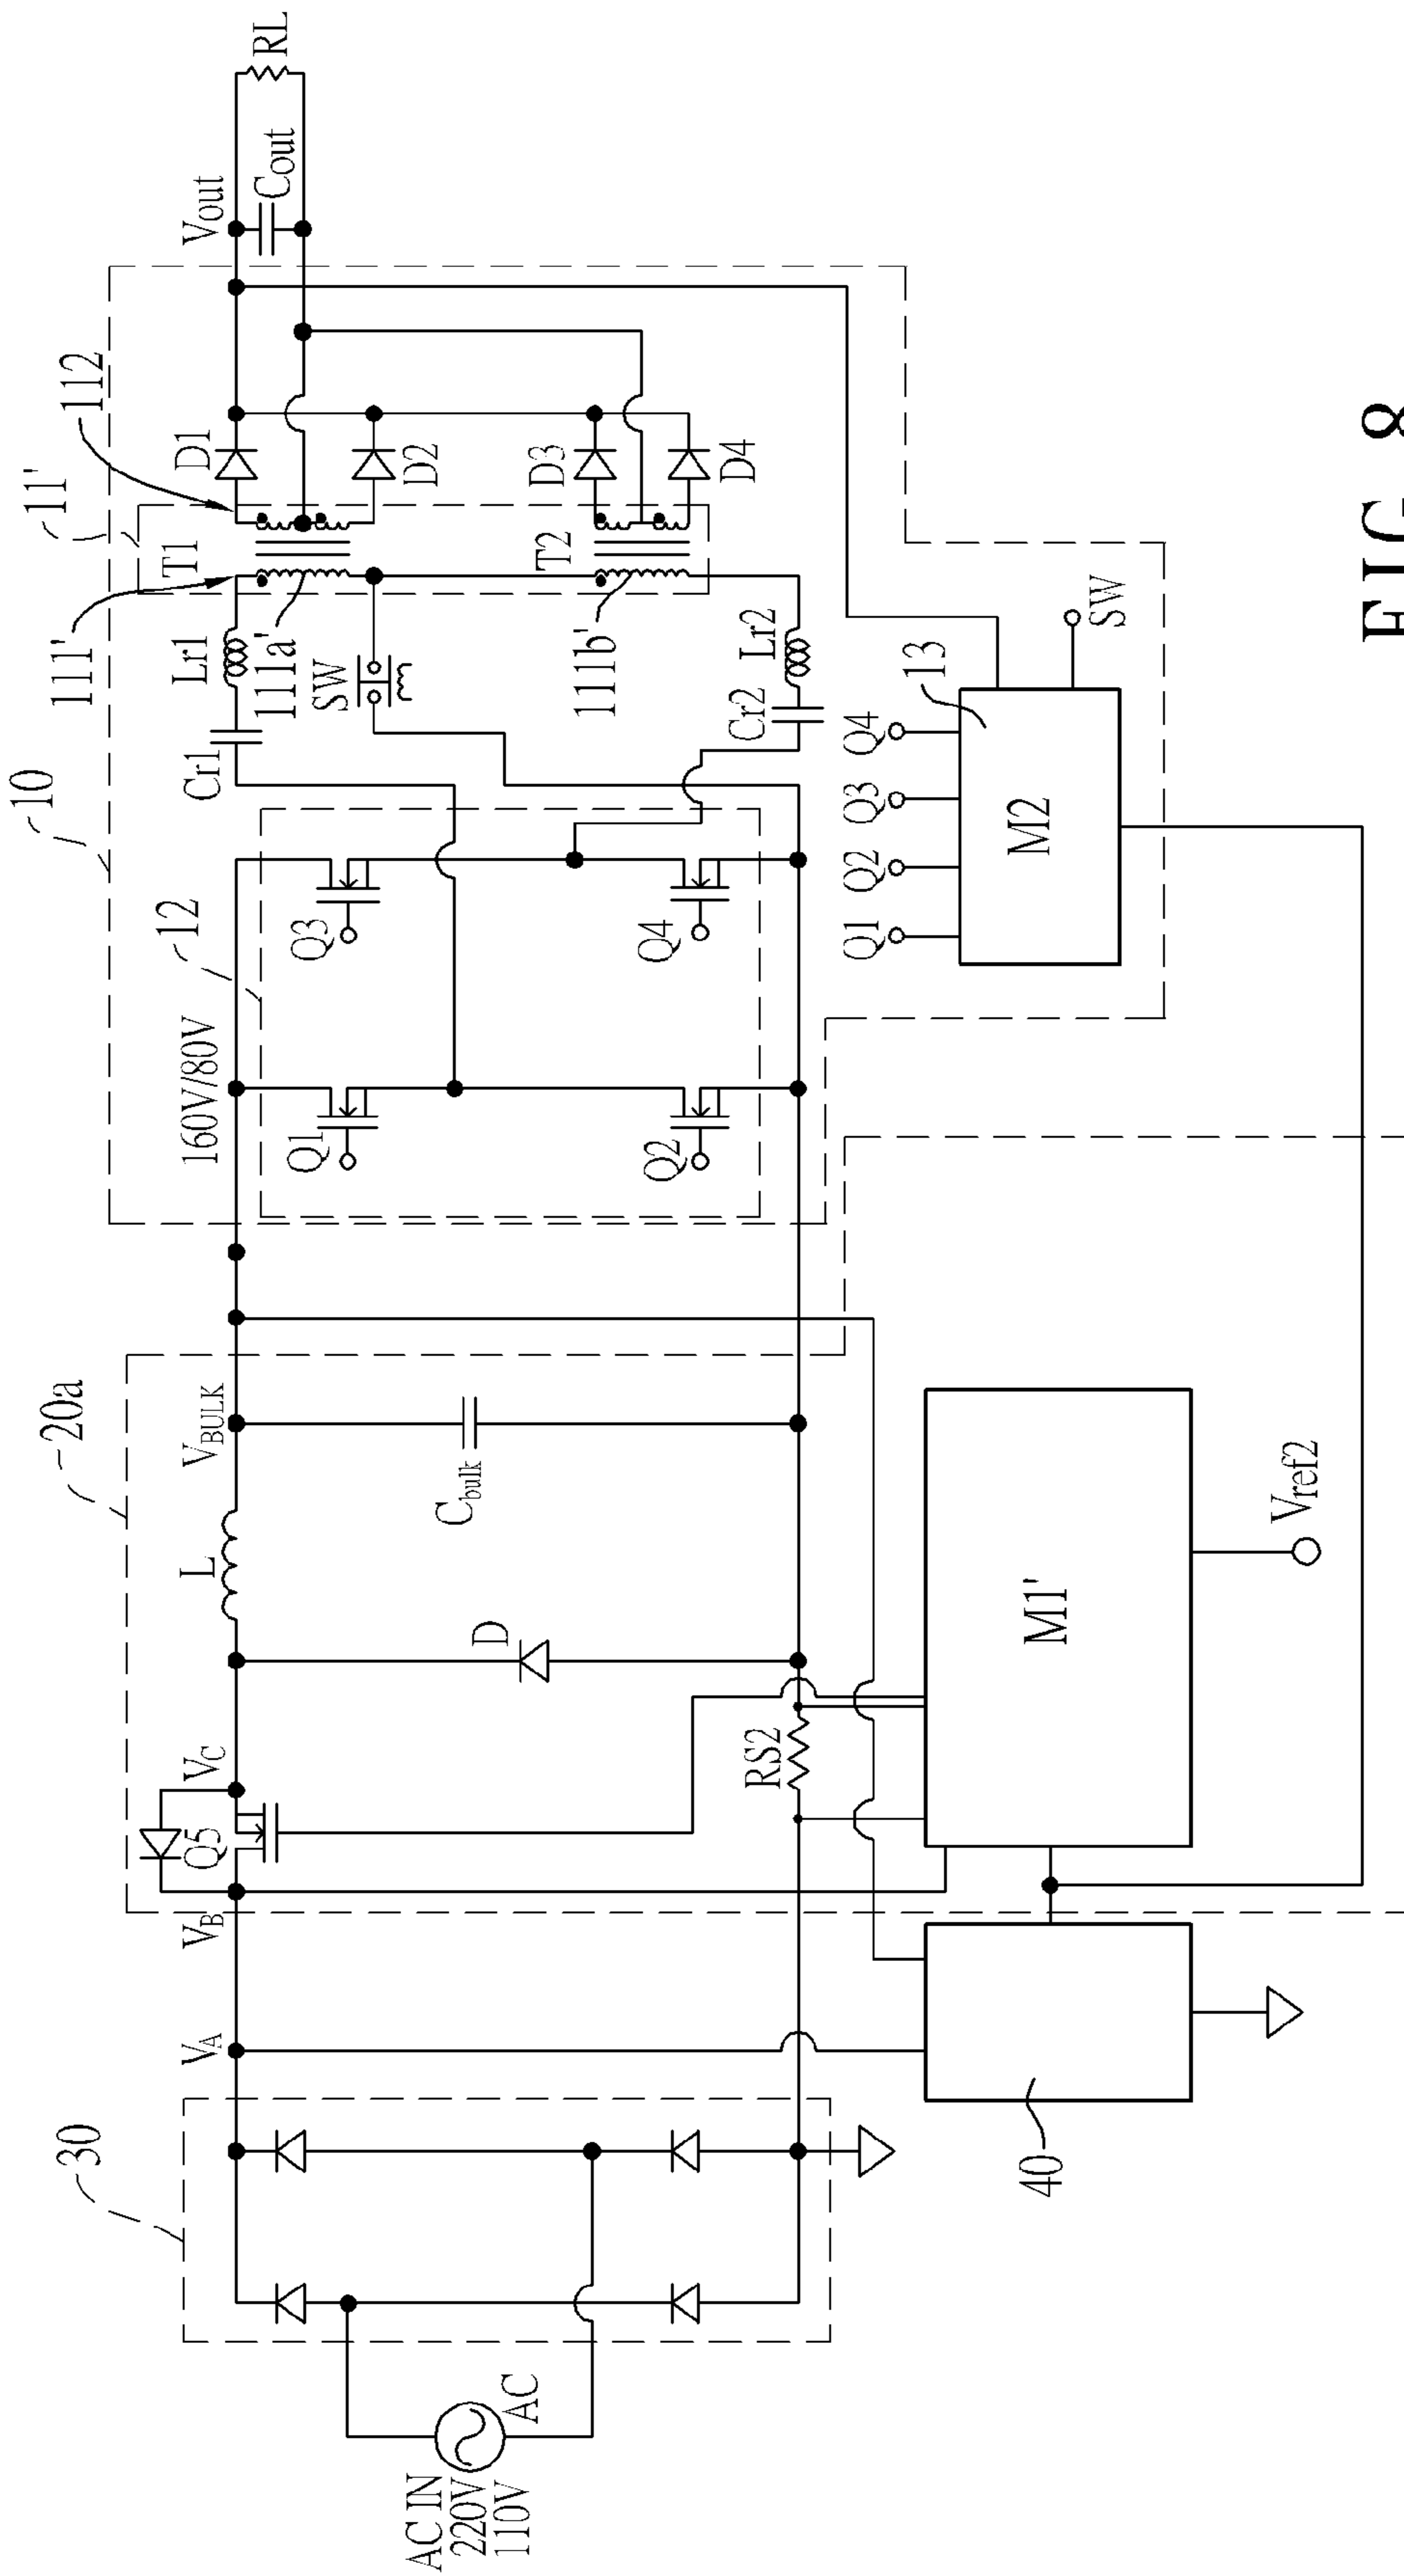 10
11'
112
111'
T1
D1
Vout
Cout
RL
Lr1
Cr1
111a'
SW
D2
12
160V/80V
Q3
Q1
T2
D3
111b'
Lr2
Cr2
D4
Q4
Q2
Q1
Q2
Q3
Q4
13
M2
SW
20a
VBULK
L
Cbulk
D
VC
Q5
VB
VA
RS2
M1'
Vref2
30
40
AC IN
220V
110V
AC
FIG. 8